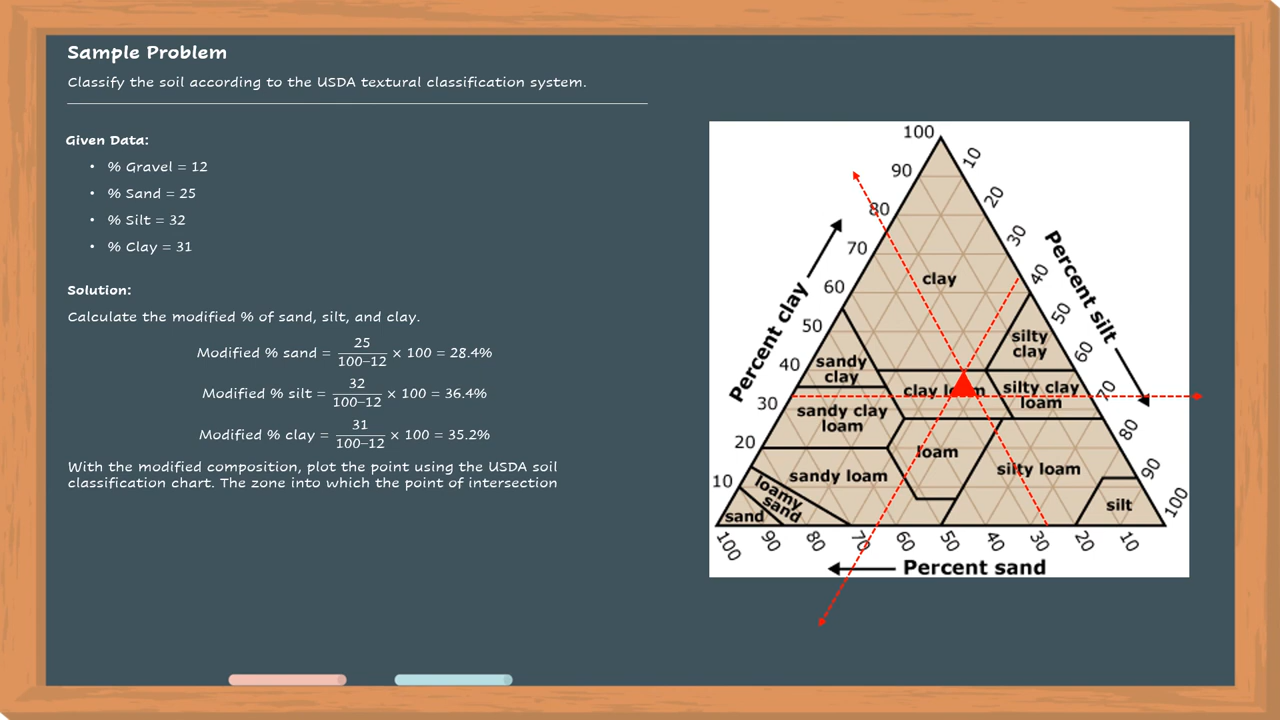 Sample Problem
Classify the soil according to the USDA textural classification system.
Given Data:
• % Gravel = 12
• % Sand = 25
• % Silt = 32
• % Clay = 31
Solution:
Calculate the modified % of sand, silt, and clay.
Modified % sand = 25/100–12 × 100 = 28.4%
Modified % silt = 32/100–12 × 100 = 36.4%
Modified % clay = 31/100–12 × 100 = 35.2%
With the modified composition, plot the point using the USDA soil
classification chart. The zone into which the point of intersection
Percent clay
10
20
30
40
50
60
70
80
90
100
Percent silt
10
20
30
40
50
60
70
80
90
100
clay
silty
clay
sandy
clay
clay loam
silty clay
loam
sandy clay
loam
loam
silty loam
sandy loam
loamy
sand
sand
silt
100
90
80
70
60
50
40
30
20
10
Percent sand